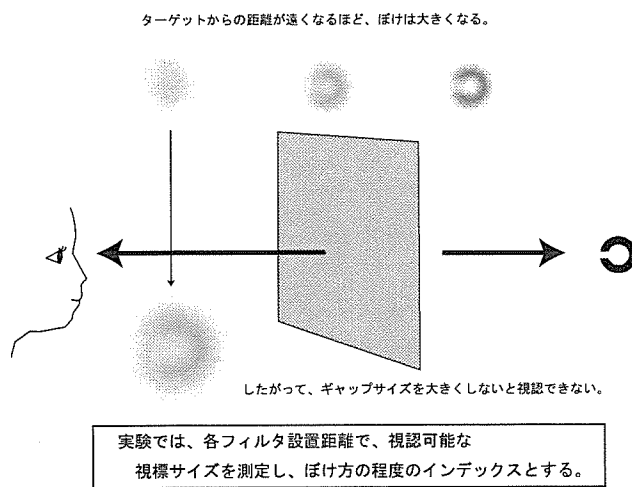 ターゲットからの距離が遠くなるほど、ぼけは大きくなる。
したがって、ギャップサイズを大きくしないと視認できない。
実験では、各フィルタ設置距離で、視認可能な
視標サイズを測定し、ぼけ方の程度のインデックスとする。